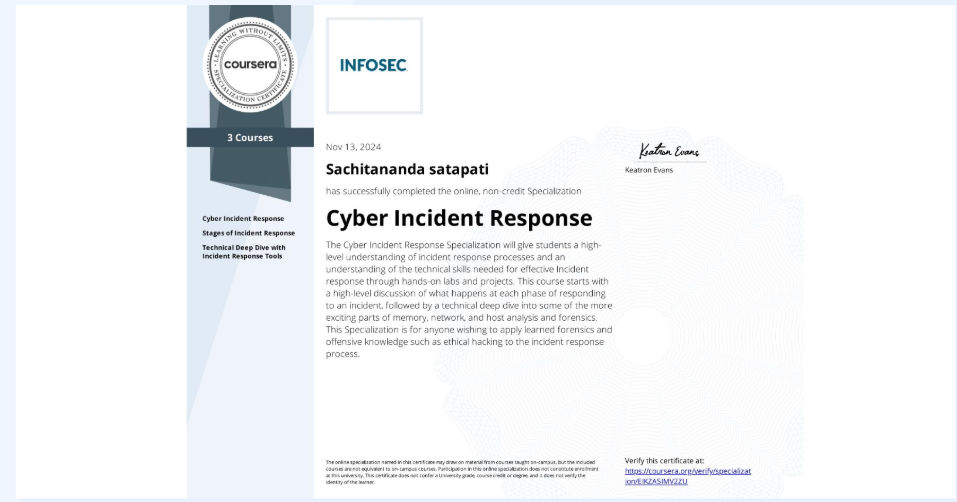 LEARNING WITHOUT LIMITS
coursera
SPECIALIZATION CERTIFICATE
INFOSEC
3 Courses
Cyber Incident Response
Stages of Incident Response
Technical Deep Dive with
Incident Response Tools
Nov 13, 2024
Sachitananda satapati
has successfully completed the online, non-credit Specialization
Cyber Incident Response
The Cyber Incident Response Specialization will give students a high-
level understanding of incident response processes and an
understanding of the technical skills needed for effective Incident
response through hands-on labs and projects. This course starts with
a high-level discussion of what happens at each phase of responding
to an incident, followed by a technical deep dive into some of the more
exciting parts of memory, network, and host analysis and forensics.
This Specialization is for anyone wishing to apply learned forensics and
offensive knowledge such as ethical hacking to the incident response
process.
Keatron Evans
Keatron Evans
The online specialization named in this certificate may draw on material from courses taught on-campus, but the included
courses are not equivalent to on-campus courses. Participation in this online specialization does not constitute enrollment
at this university. This certificate does not confer a University grade, course credit or degree, and it does not verify the
identity of the learner.
Verify this certificate at:
https://coursera.org/verify/specializat
ion/EIKZASIMV2ZU